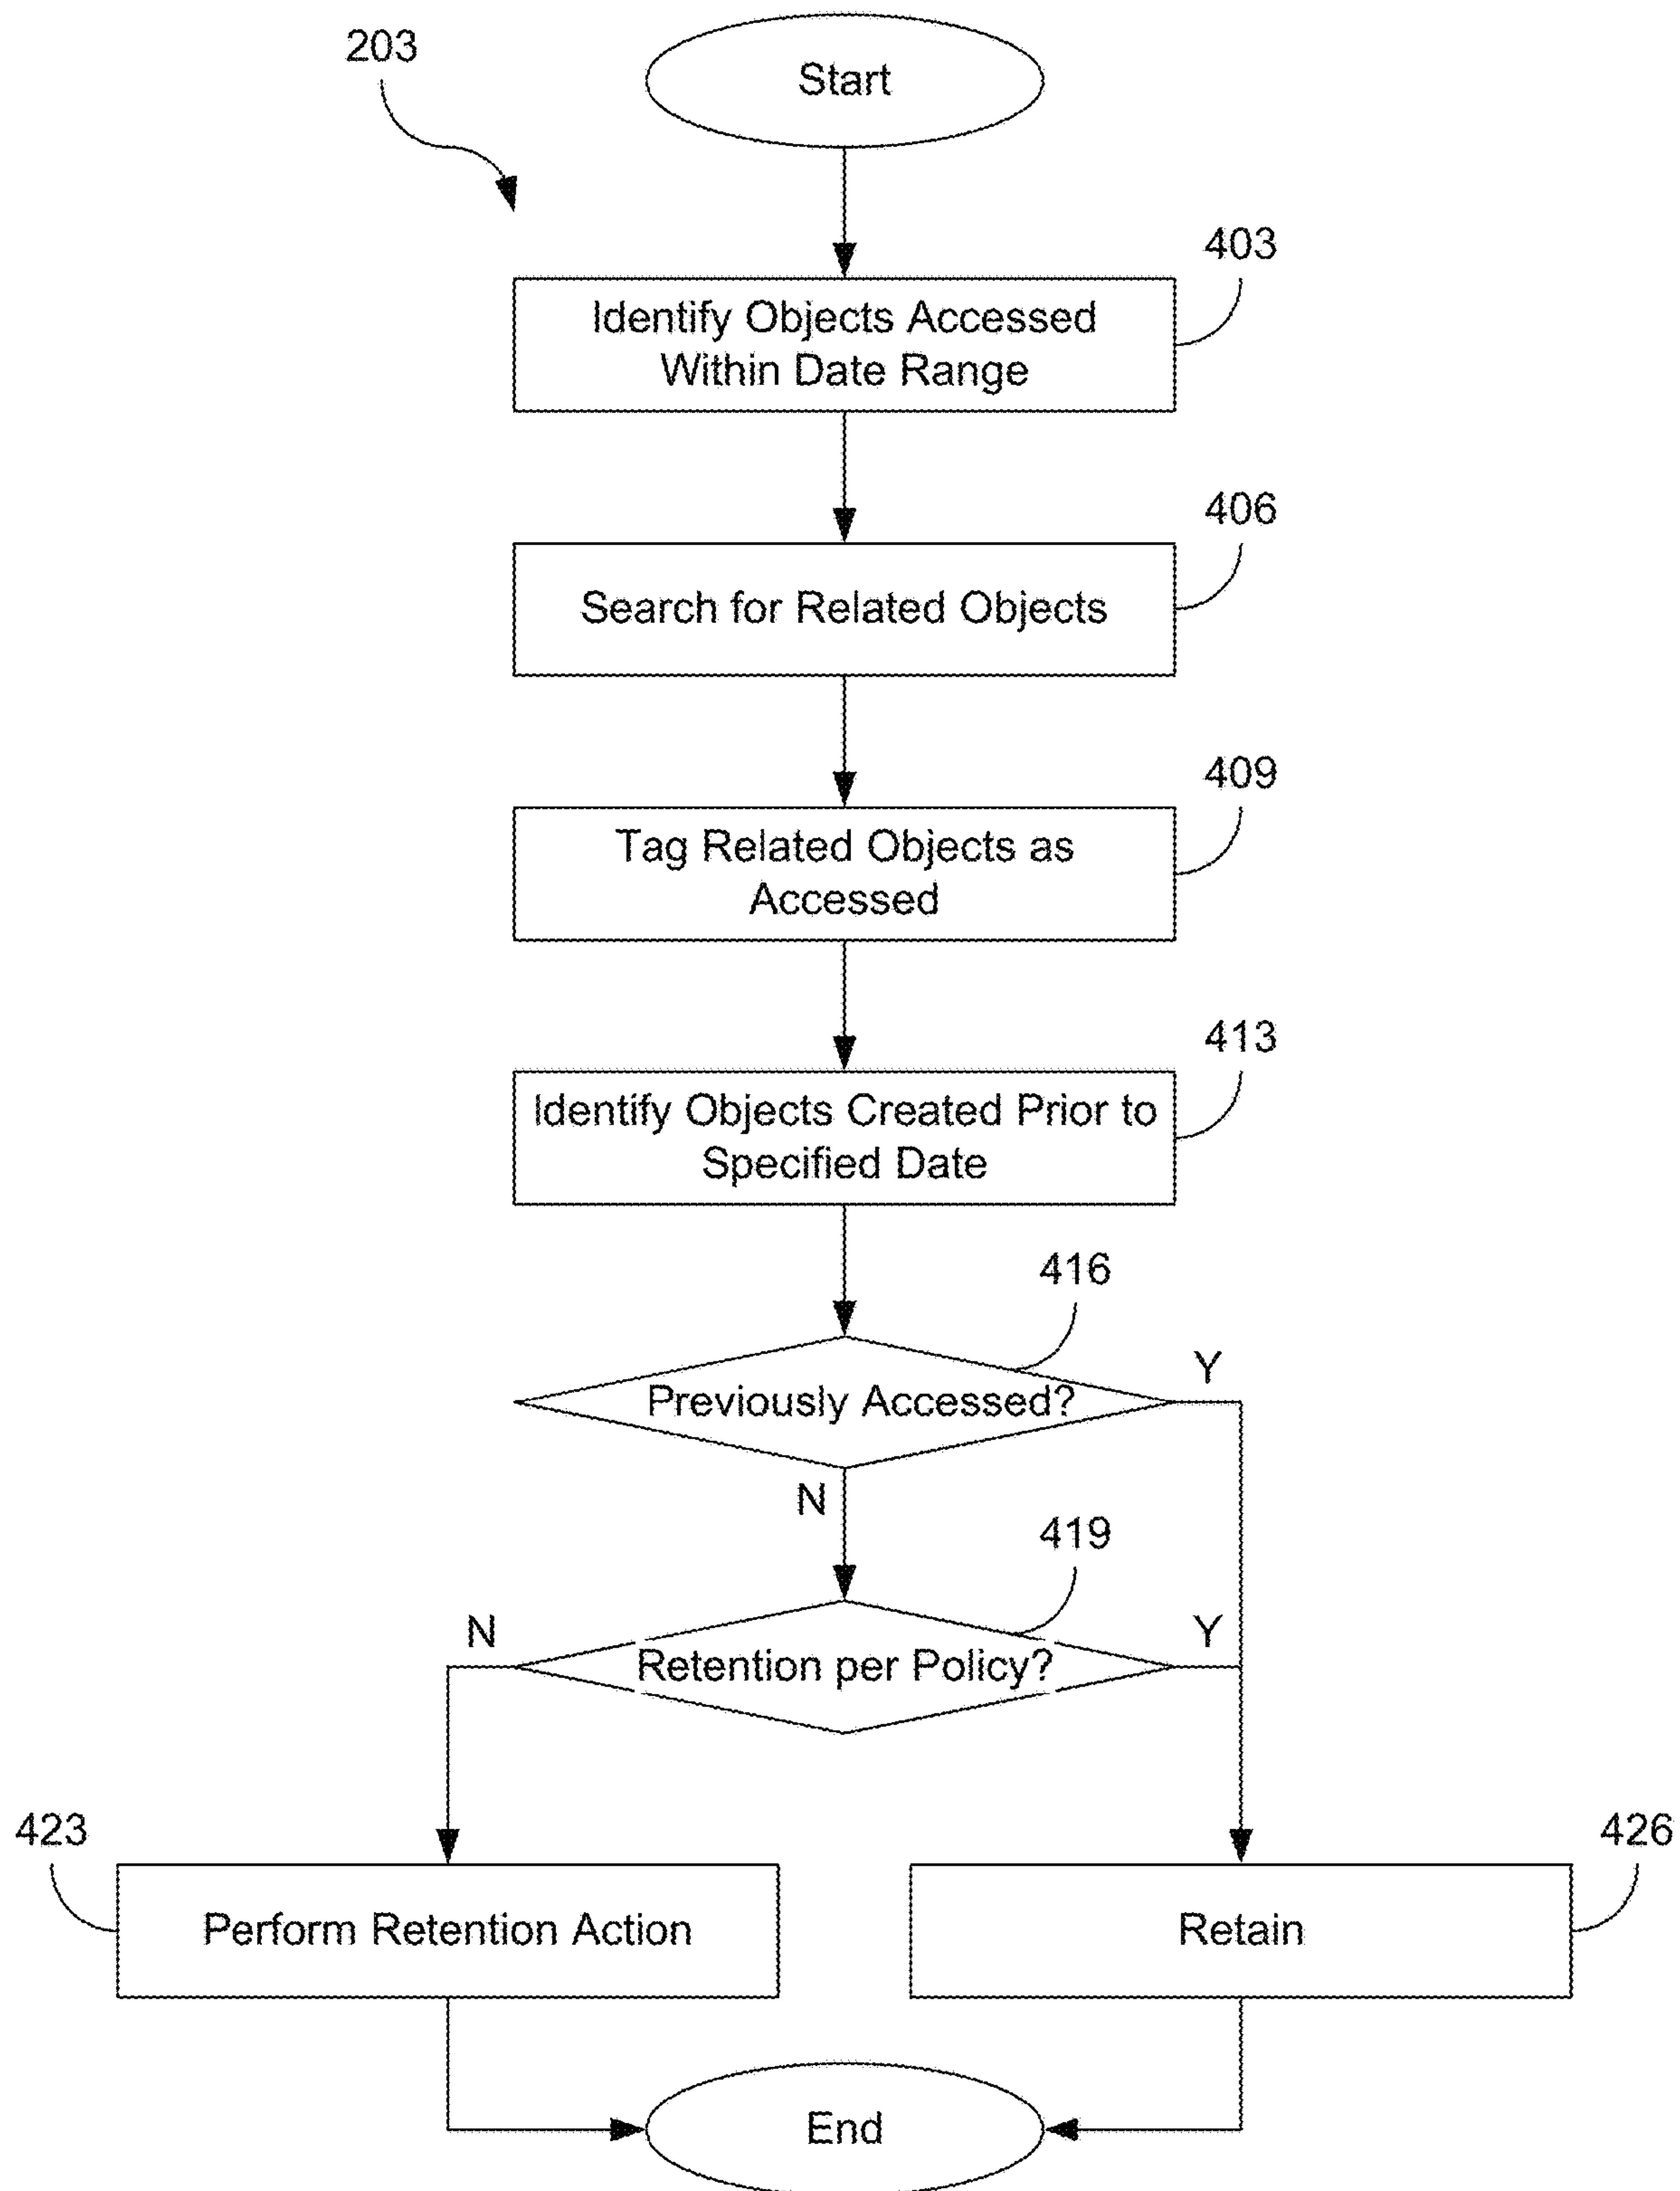 203
Start
403
Identify Objects Accessed
Within Date Range
406
Search for Related Objects
409
Tag Related Objects as
Accessed
413
Identify Objects Created Prior to
Specified Date
416
Y
Previously Accessed?
N
419
N
Y
Retention per Policy?
423
426
Perform Retention Action
Retain
End